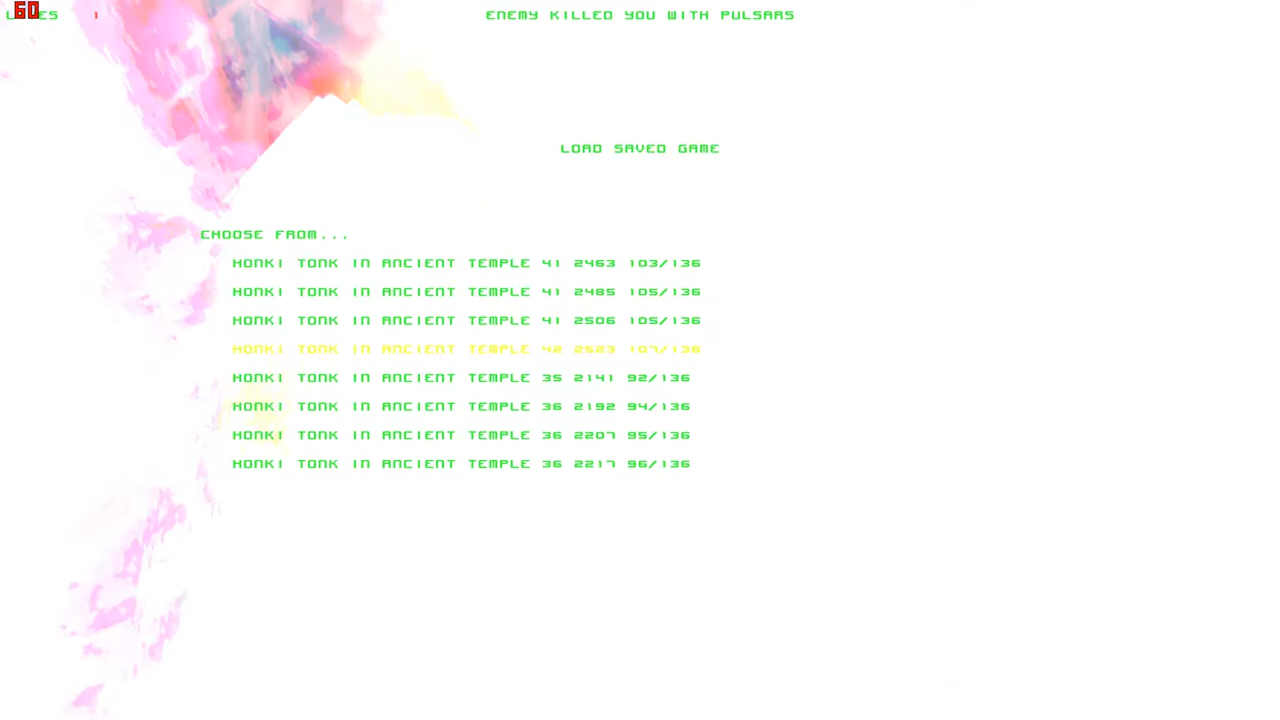 60 ES 1
ENEMY KILLED YOU WITH PULSARS
LOAD SAVED GAME
CHOOSE FROM...
HONKI TONK IN ANCIENT TEMPLE 41 2463 103/136
HONKI TONK IN ANCIENT TEMPLE 41 2485 105/136
HONKI TONK IN ANCIENT TEMPLE 41 2506 105/136
HONKI TONK IN ANCIENT TEMPLE 42 2523 107/136
HONKI TONK IN ANCIENT TEMPLE 35 2141 92/136
HONKI TONK IN ANCIENT TEMPLE 36 2192 94/136
HONKI TONK IN ANCIENT TEMPLE 36 2207 95/136
HONKI TONK IN ANCIENT TEMPLE 36 2217 96/136